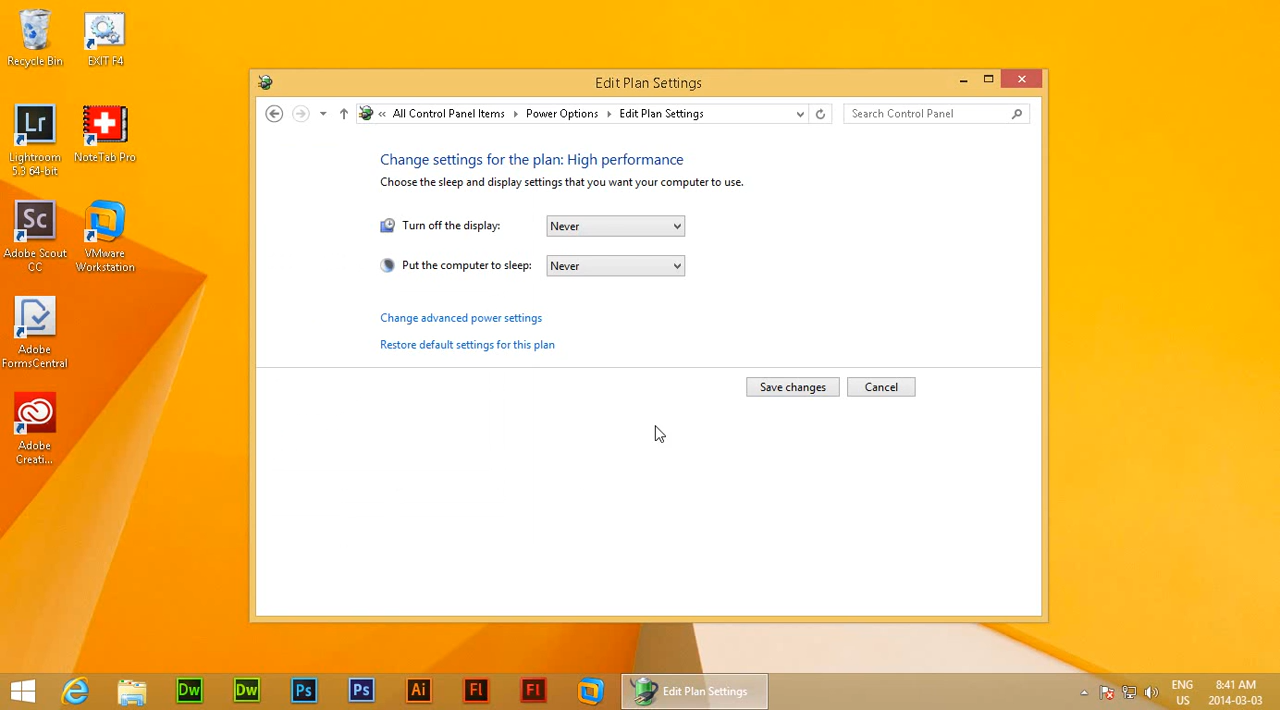 Recycle Bin
EXIT F4
Lr
Lightroom
5.3 64-bit
NoteTab Pro
Sc
Adobe Scout
CC
VMware
Workstation
Adobe
FormsCentral
Adobe
Creati...
Edit Plan Settings
« All Control Panel Items
Power Options
Edit Plan Settings
Search Control Panel
Change settings for the plan: High performance
Choose the sleep and display settings that you want your computer to use.
Turn off the display: Never
Put the computer to sleep: Never
Change advanced power settings
Restore default settings for this plan
Save changes
Cancel
Dw
Dw
Ps
Ps
Ai
Fl
Fl
Edit Plan Settings
ENG
US
8:41 AM
2014-03-03